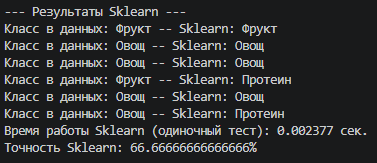 --- Результаты Sklearn ---
Класс в данных: Фрукт -- Sklearn: Фрукт
Класс в данных: Овощ -- Sklearn: Овощ
Класс в данных: Овощ -- Sklearn: Овощ
Класс в данных: Фрукт -- Sklearn: Протеин
Класс в данных: Овощ -- Sklearn: Овощ
Класс в данных: Овощ -- Sklearn: Протеин
Время работы Sklearn (одиночный тест): 0.002377 сек.
Точность Sklearn: 66.66666666666666%